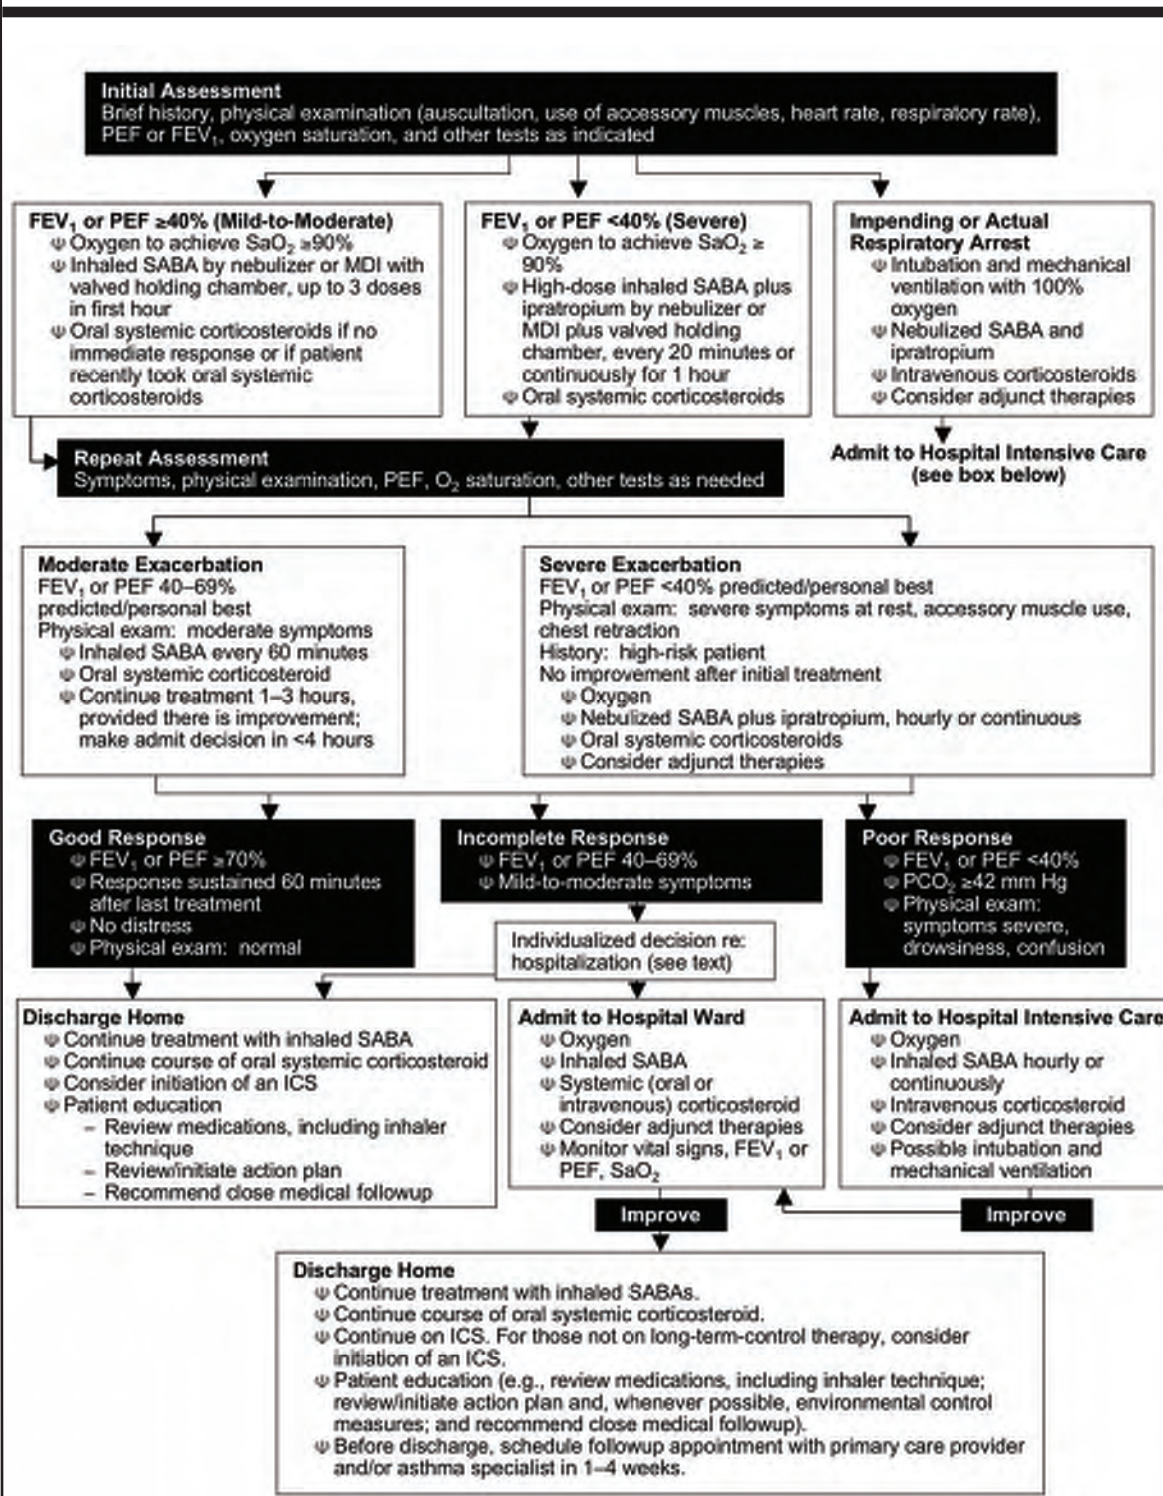 Initial Assessment
Brief history, physical examination (auscultation, use of accessory muscles, heart rate, respiratory rate),
PEF or FEV₁, oxygen saturation, and other tests as indicated
FEV₁ or PEF ≥40% (Mild-to-Moderate)
Oxygen to achieve SaO₂ ≥90%
Inhaled SABA by nebulizer or MDI with
valved holding chamber, up to 3 doses
in first hour
Oral systemic corticosteroids if no
immediate response or if patient
recently took oral systemic
corticosteroids
FEV₁ or PEF <40% (Severe)
Oxygen to achieve SaO₂ ≥
90%
High-dose inhaled SABA plus
ipratropium by nebulizer or
MDI plus valved holding
chamber, every 20 minutes or
continuously for 1 hour
Oral systemic corticosteroids
Impending or Actual
Respiratory Arrest
Intubation and mechanical
ventilation with 100%
oxygen
Nebulized SABA and
ipratropium
Intravenous corticosteroids
Consider adjunct therapies
Admit to Hospital Intensive Care
(see box below)
Repeat Assessment
Symptoms, physical examination, PEF, O₂ saturation, other tests as needed
Moderate Exacerbation
FEV₁ or PEF 40–69%
predicted/personal best
Physical exam: moderate symptoms
Inhaled SABA every 60 minutes
Oral systemic corticosteroid
Continue treatment 1–3 hours,
provided there is improvement;
make admit decision in <4 hours
Severe Exacerbation
FEV₁ or PEF <40% predicted/personal best
Physical exam: severe symptoms at rest, accessory muscle use,
chest retraction
History: high-risk patient
No improvement after initial treatment
Oxygen
Nebulized SABA plus ipratropium, hourly or continuous
Oral systemic corticosteroids
Consider adjunct therapies
Good Response
FEV₁ or PEF ≥70%
Response sustained 60 minutes
after last treatment
No distress
Physical exam: normal
Incomplete Response
FEV₁ or PEF 40–69%
Mild-to-moderate symptoms
Poor Response
FEV₁ or PEF <40%
PCO₂ ≥42 mm Hg
Physical exam:
symptoms severe,
drowsiness, confusion
Individualized decision re:
hospitalization (see text)
Discharge Home
Continue treatment with inhaled SABA
Continue course of oral systemic corticosteroid
Consider initiation of an ICS
Patient education
– Review medications, including inhaler
technique
– Review/initiate action plan
– Recommend close medical followup
Admit to Hospital Ward
Oxygen
Inhaled SABA
Systemic (oral or
intravenous) corticosteroid
Consider adjunct therapies
Monitor vital signs, FEV₁ or
PEF, SaO₂
Admit to Hospital Intensive Care
Oxygen
Inhaled SABA hourly or
continuously
Intravenous corticosteroid
Consider adjunct therapies
Possible intubation and
mechanical ventilation
Improve
Improve
Discharge Home
Continue treatment with inhaled SABAs.
Continue course of oral systemic corticosteroid.
Continue on ICS. For those not on long-term-control therapy, consider
initiation of an ICS.
Patient education (e.g., review medications, including inhaler technique;
review/initiate action plan and, whenever possible, environmental control
measures; and recommend close medical followup).
Before discharge, schedule followup appointment with primary care provider
and/or asthma specialist in 1–4 weeks.